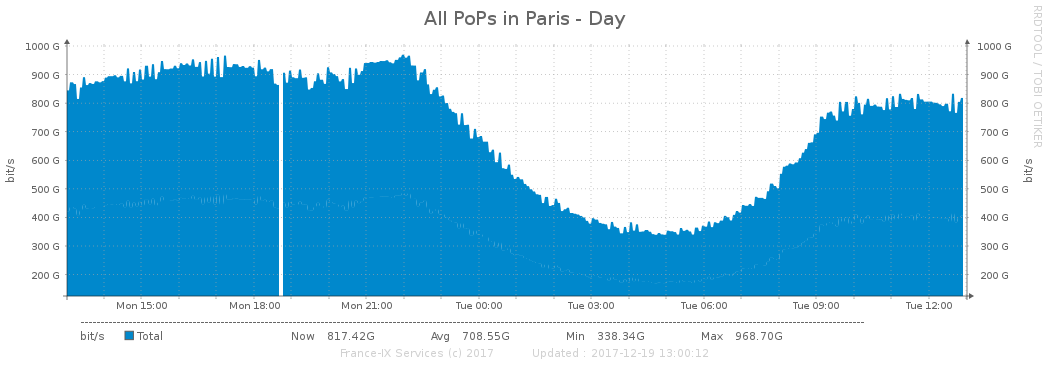 All PoPs in Paris - Day
RRDTOOL / TOBI OETIKER
bit/s
1000 G 1000 G
900 G 900 G
800 G 800 G
700 G 700 G
600 G 600 G
500 G 500 G
400 G 400 G
300 G 300 G
200 G 200 G
bit/s
Mon 15:00 Mon 18:00 Mon 21:00 Tue 00:00 Tue 03:00 Tue 06:00 Tue 09:00 Tue 12:00
bit/s Total Now 817.42G Avg 708.55G Min 338.34G Max 968.70G
France-IX Services (c) 2017 Updated : 2017-12-19 13:00:12